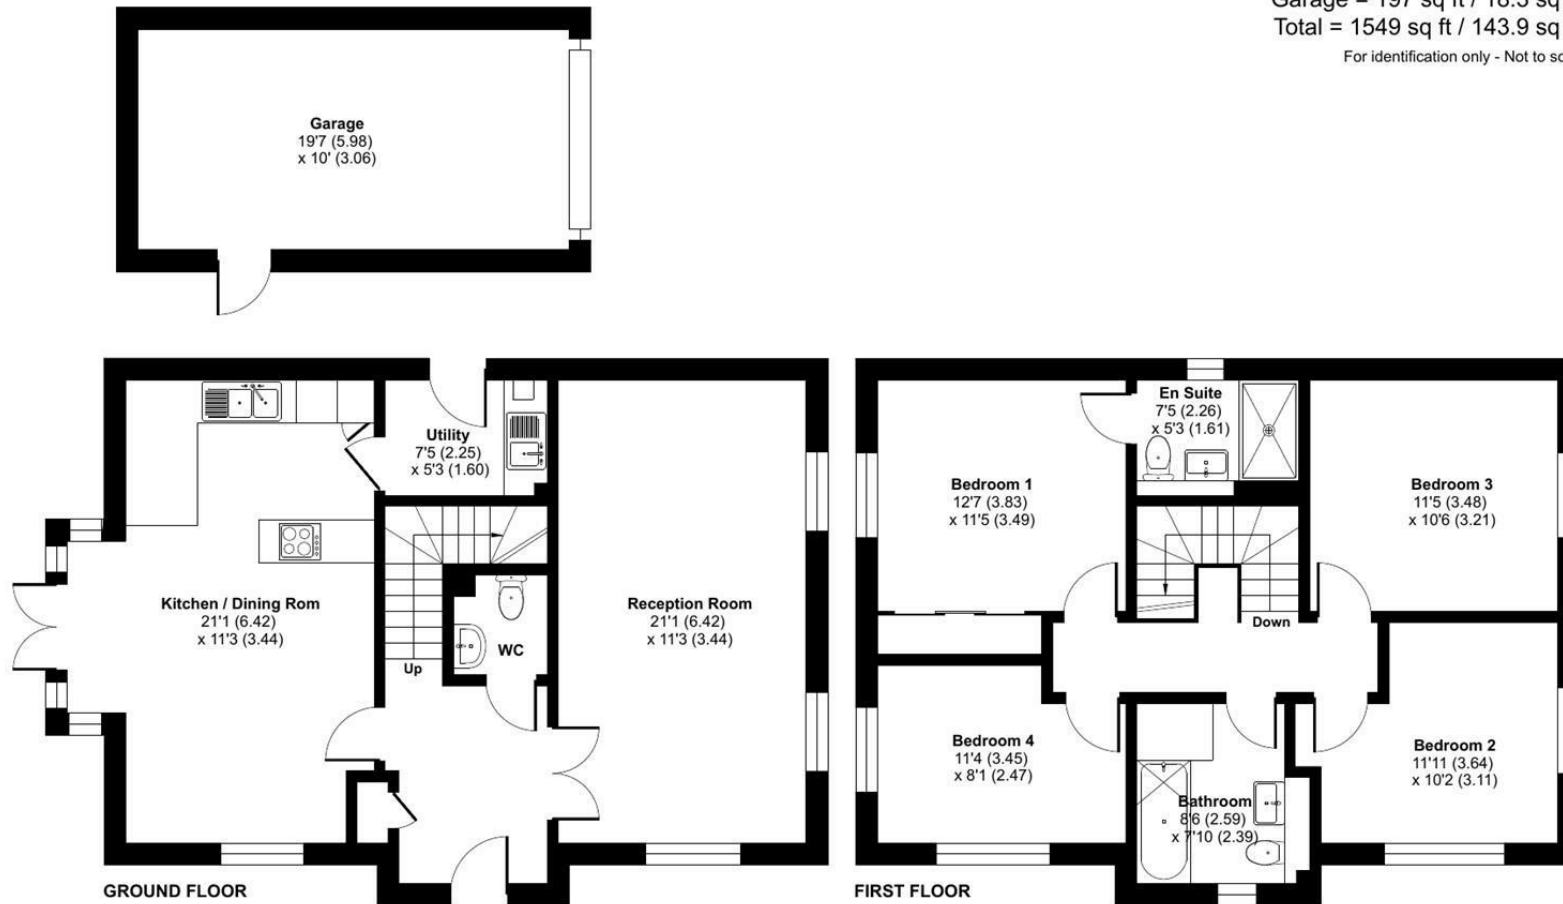 Garage = 197 sq ft / 18.3 sq
Total = 1549 sq ft / 143.9 sq
For identification only - Not to sc
Garage
19'7 (5.98)
x 10' (3.06)
Utility
7'5 (2.25)
x 5'3 (1.60)
Kitchen / Dining Rom
21'1 (6.42)
x 11'3 (3.44)
Reception Room
21'1 (6.42)
x 11'3 (3.44)
WC
Up
GROUND FLOOR
En Suite
7'5 (2.26)
x 5'3 (1.61)
Bedroom 1
12'7 (3.83)
x 11'5 (3.49)
Bedroom 3
11'5 (3.48)
x 10'6 (3.21)
Down
Bedroom 4
11'4 (3.45)
x 8'1 (2.47)
Bedroom 2
11'11 (3.64)
x 10'2 (3.11)
Bathroom
8'6 (2.59)
x 7'10 (2.39)
FIRST FLOOR